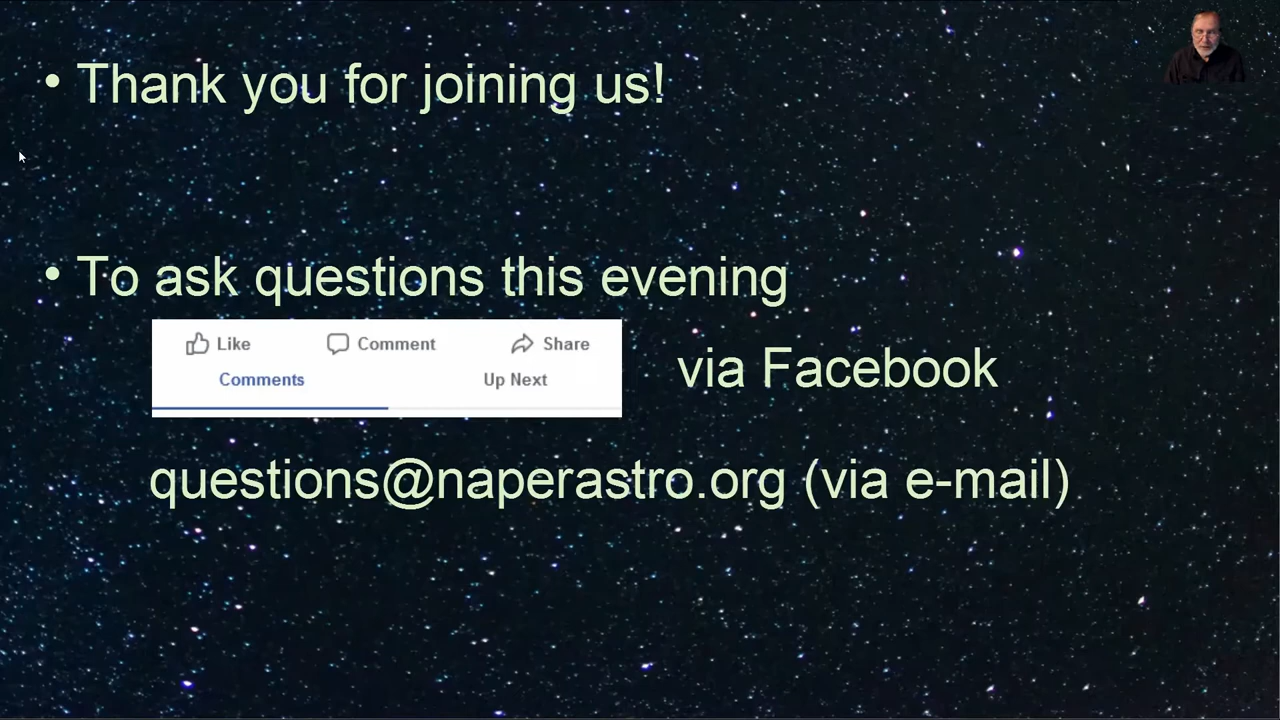 • Thank you for joining us!
• To ask questions this evening
Like Comment Share
Comments Up Next
via Facebook
questions@naperastro.org (via e-mail)